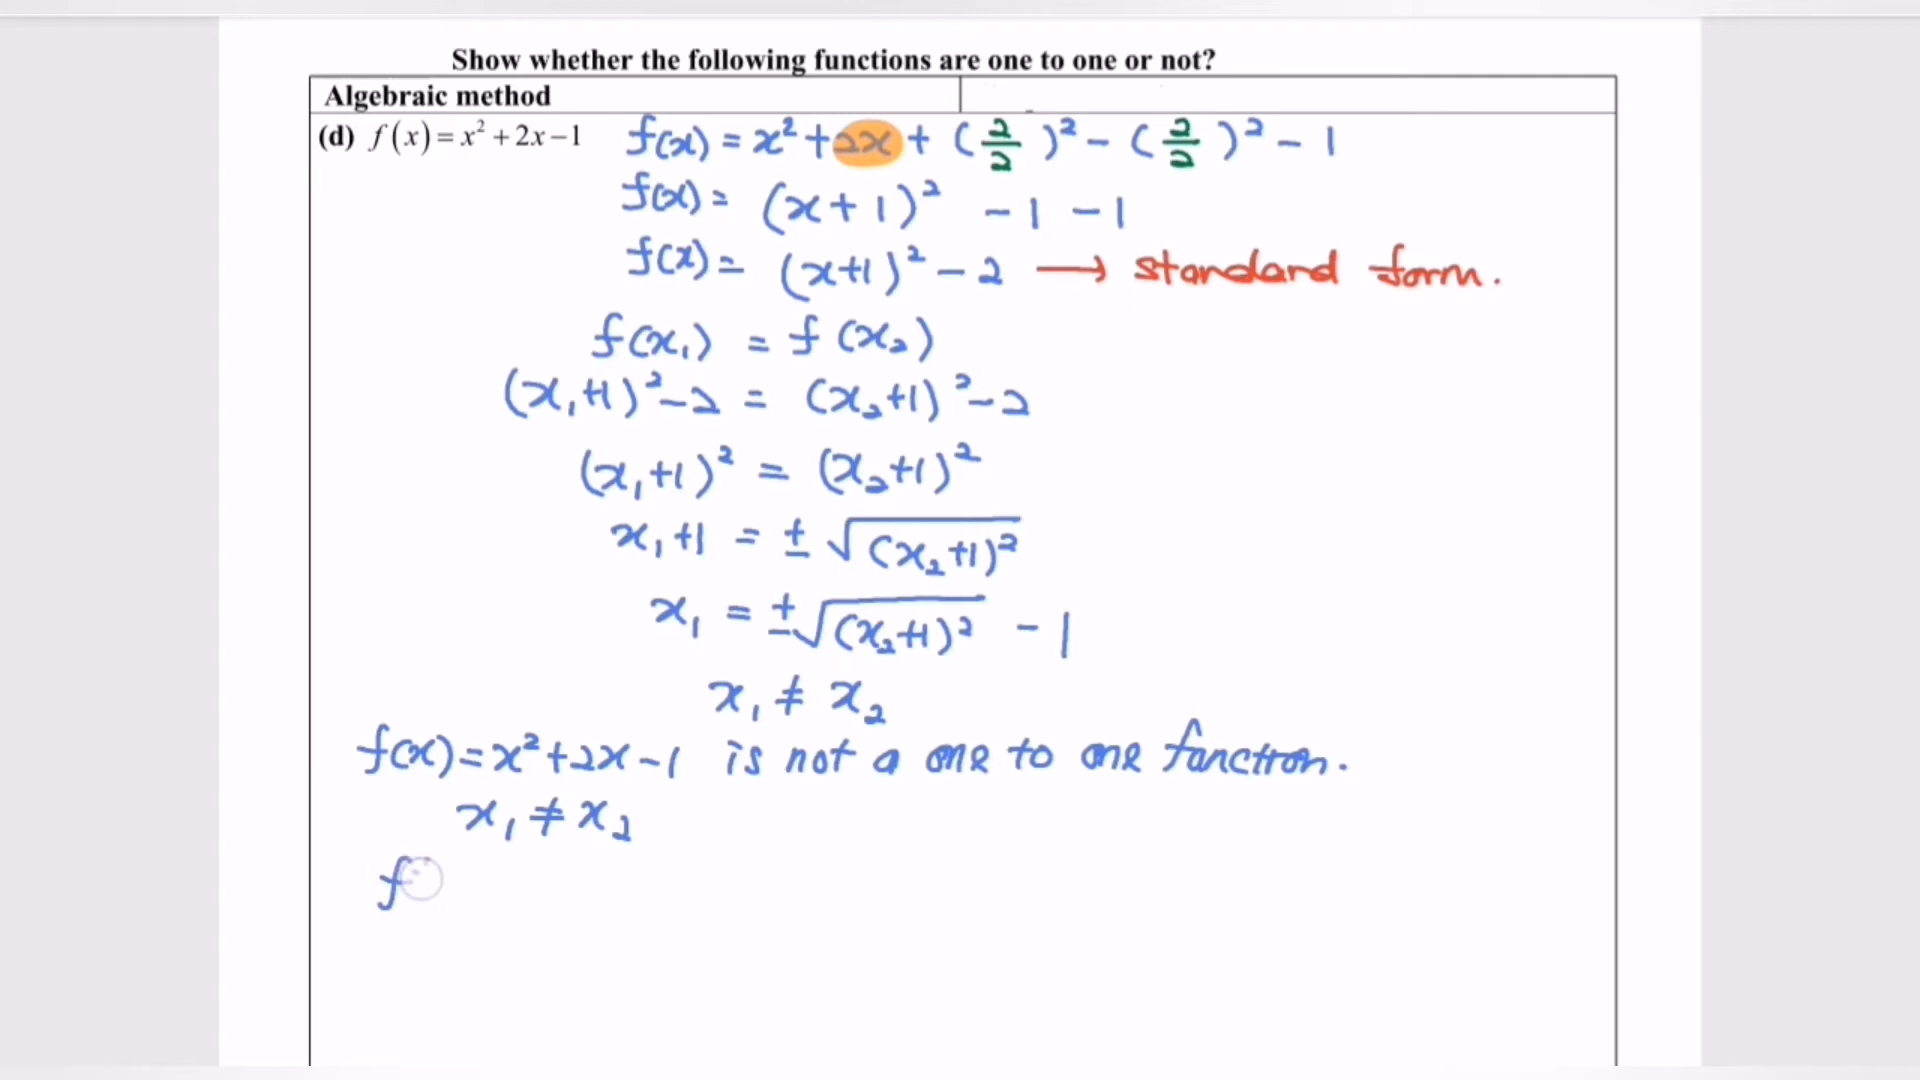 Show whether the following functions are one to one or not?
Algebraic method
(d) f(x) = x² + 2x − 1
f(x) = x² + 2x + (2/2)² − (2/2)² − 1
f(x) = (x+1)² − 1 − 1
f(x) = (x+1)² − 2 → standard form.
f(x₁) = f(x₂)
(x₁+1)² − 2 = (x₂+1)² − 2
(x₁+1)² = (x₂+1)²
x₁+1 = ± √(x₂+1)²
x₁ = ± √(x₂+1)² − 1
x₁ ≠ x₂
f(x) = x² + 2x − 1 is not a one to one function.
x₁ ≠ x₂
f